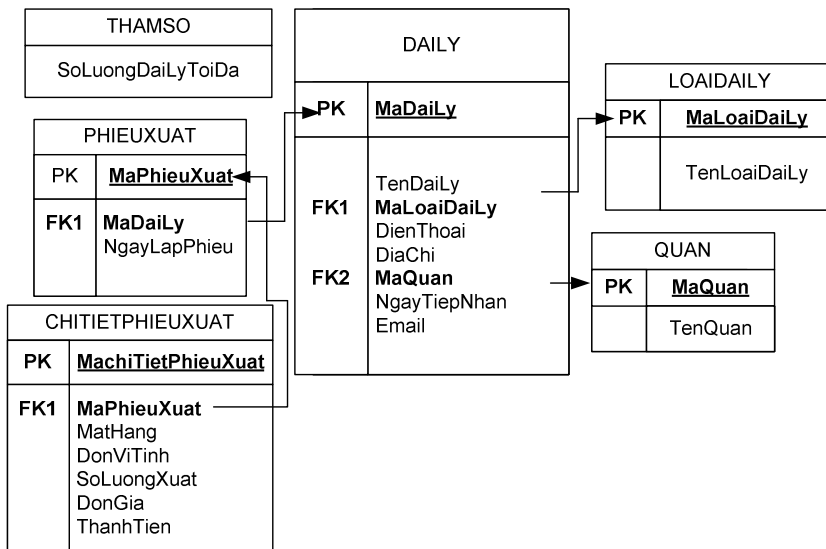 THAMSO
SoLuongDaiLyToiDa
PHIEUXUAT
PK MaPhieuXuat
FK1 MaDaiLy
NgayLapPhieu
CHITIETPHIEUXUAT
PK MachiTietPhieuXuat
FK1 MaPhieuXuat
MatHang
DonViTinh
SoLuongXuat
DonGia
ThanhTien
DAILY
PK MaDaiLy
TenDaiLy
FK1 MaLoaiDaiLy
DienThoai
DiaChi
FK2 MaQuan
NgayTiepNhan
Email
LOAIDAILY
PK MaLoaiDaiLy
TenLoaiDaiLy
QUAN
PK MaQuan
TenQuan